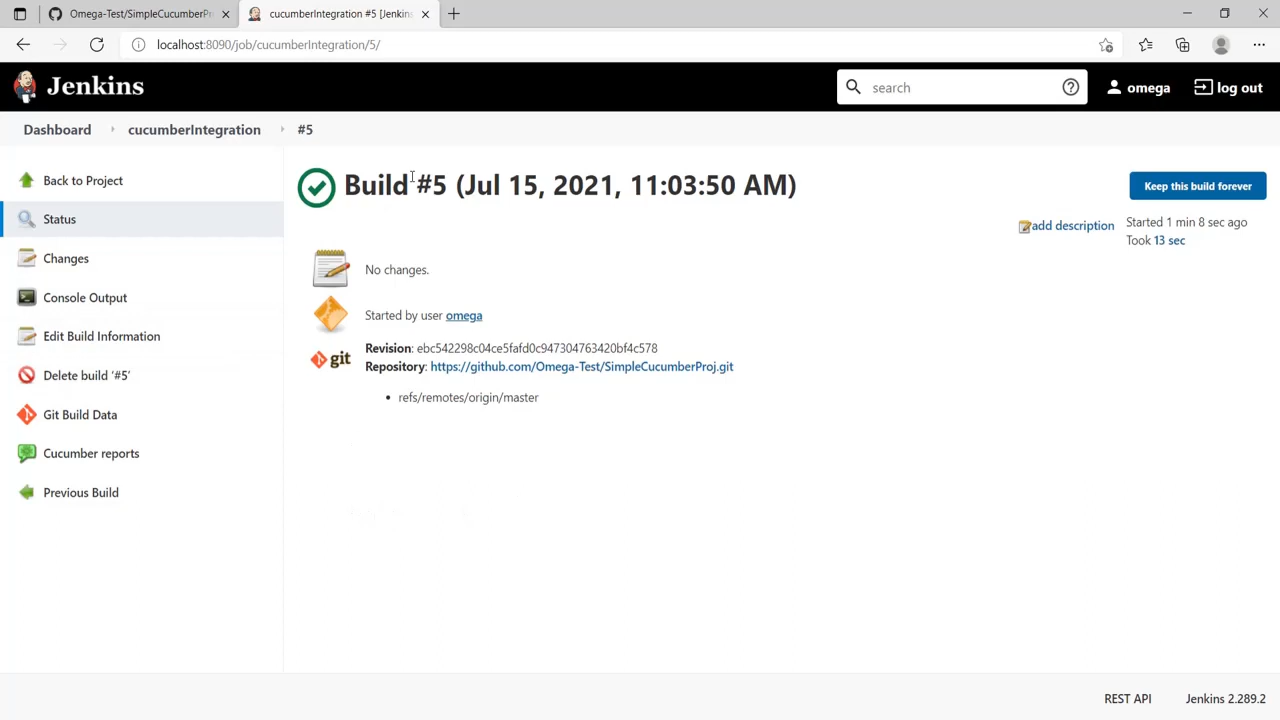 Omega-Test/SimpleCucumberPr
cucumberIntegration #5 [Jenkins
localhost:8090/job/cucumberIntegration/5/
Jenkins
search
omega
log out
Dashboard
cucumberIntegration
#5
Back to Project
Status
Changes
Console Output
Edit Build Information
Delete build '#5'
Git Build Data
Cucumber reports
Previous Build
Build #5 (Jul 15, 2021, 11:03:50 AM)
Keep this build forever
add description
Started 1 min 8 sec ago
Took 13 sec
No changes.
Started by user omega
git
Revision: ebc542298c04ce5fafd0c947304763420bf4c578
Repository: https://github.com/Omega-Test/SimpleCucumberProj.git
• refs/remotes/origin/master
REST API
Jenkins 2.289.2